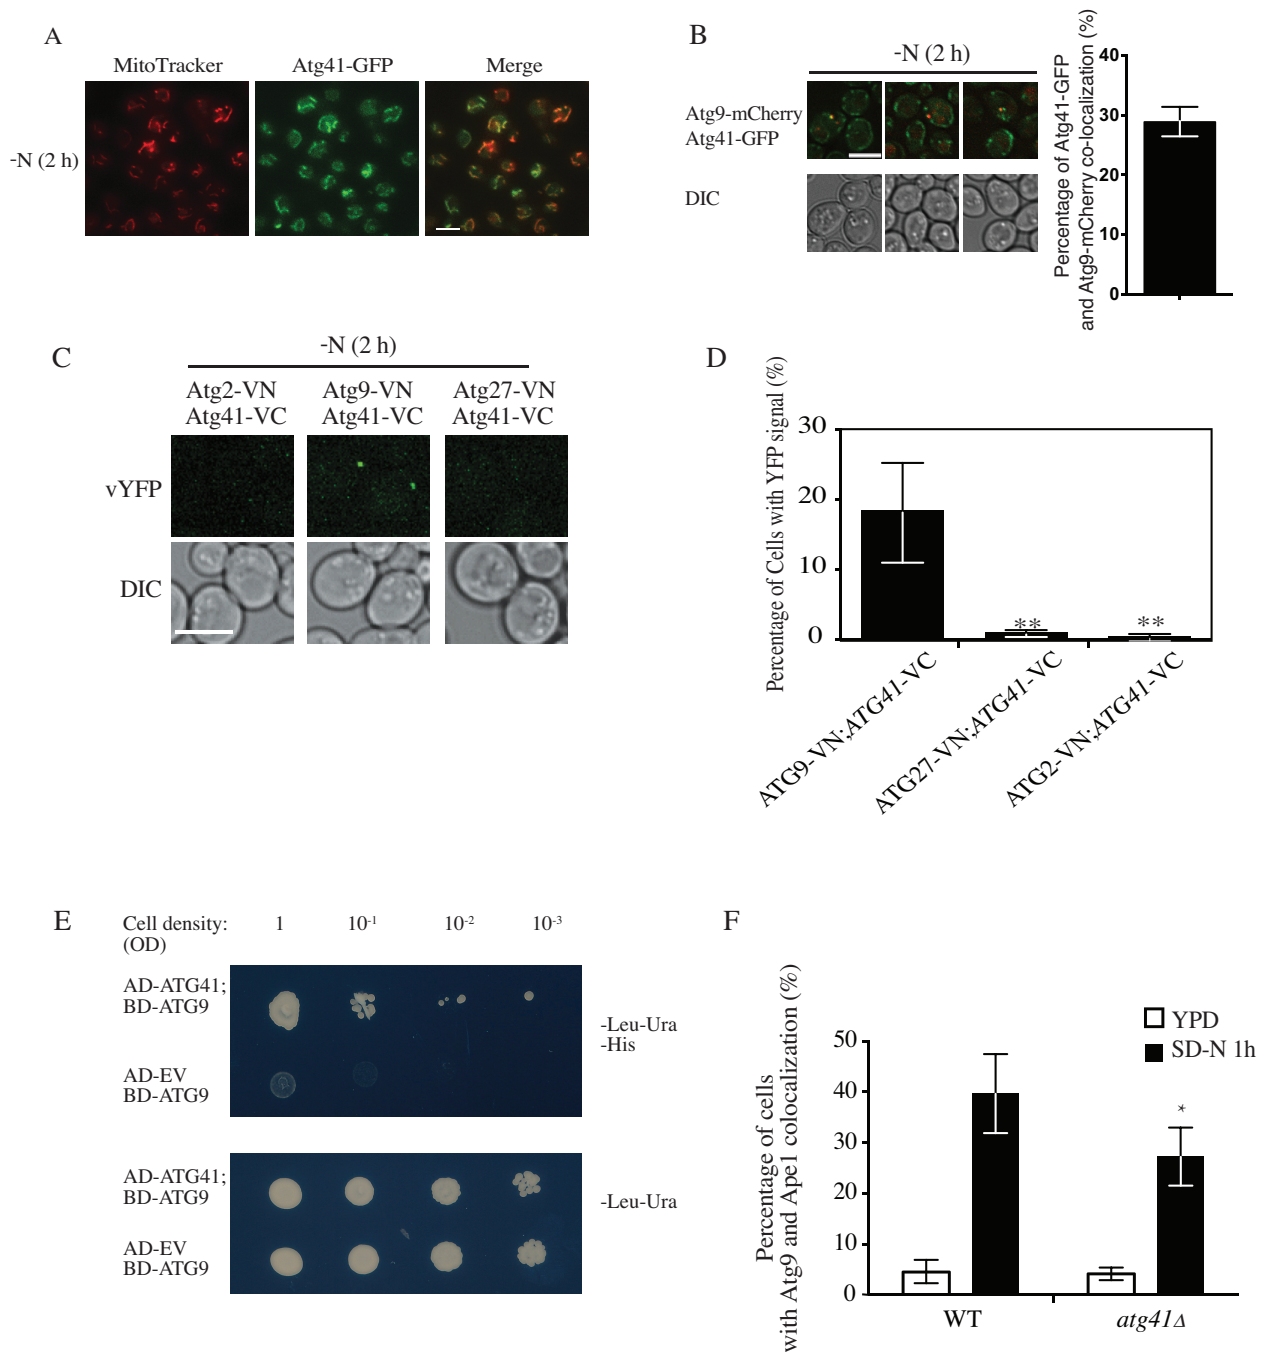 A
MitoTracker
Atg41-GFP
Merge
-N (2 h)
B
-N (2 h)
Atg9-mCherry
Atg41-GFP
DIC
Percentage of Atg41-GFP
and Atg9-mCherry co-localization (%)
40
30
20
10
0
C
-N (2 h)
Atg2-VN
Atg41-VC
Atg9-VN
Atg41-VC
Atg27-VN
Atg41-VC
vYFP
DIC
D
Percentage of Cells with YFP signal (%)
30
20
10
0
**
**
ATG9-VN;ATG41-VC
ATG27-VN;ATG41-VC
ATG2-VN;ATG41-VC
E
Cell density:
(OD)
1
10-1
10-2
10-3
AD-ATG41;
BD-ATG9
AD-EV
BD-ATG9
-Leu-Ura
-His
AD-ATG41;
BD-ATG9
AD-EV
BD-ATG9
-Leu-Ura
F
Percentage of cells
with Atg9 and Ape1 colocalization (%)
YPD
SD-N 1h
50
40
30
20
10
0
*
WT
atg41Δ